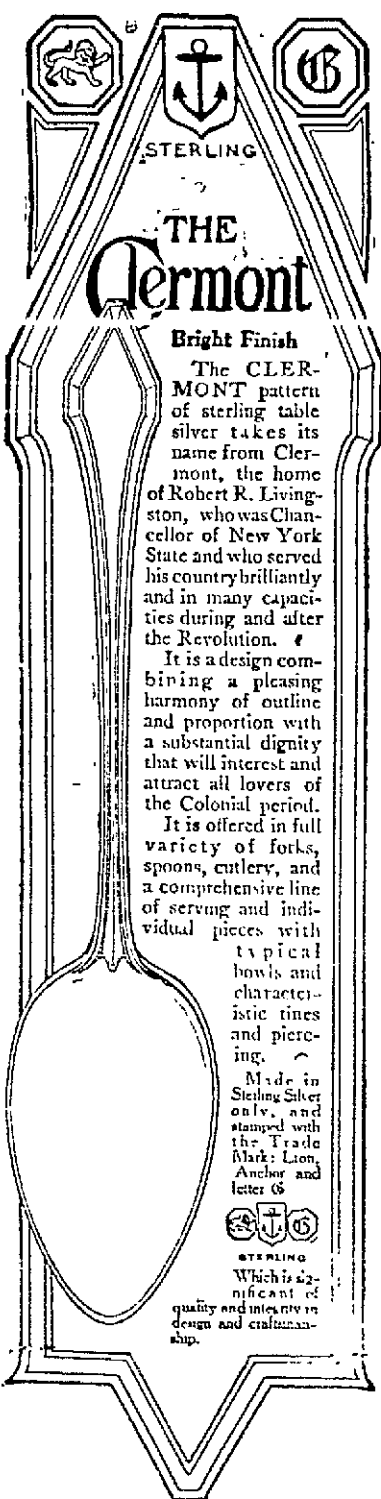 G
STERLING
THE
Clermont
Bright Finish
The CLER-
MONT pattern
of sterling table
silver takes its
name from Cler-
mont, the home
of Robert R. Living-
ston, who was Chan-
cellor of New York
State and who served
his country brilliantly
and in many capaci-
ties during and after
the Revolution.
It is a design com-
bining a pleasing
harmony of outline
and proportion with
a substantial dignity
that will interest and
attract all lovers of
the Colonial period.
It is offered in full
variety of forks,
spoons, cutlery, and
a comprehensive line
of serving and indi-
vidual pieces with
typical
bowls and
character-
istic tines
and pierc-
ing.
Made in
Sterling Silver
only, and
stamped with
the Trade
Mark: Lion,
Anchor and
letter G
G
STERLING
Which is sig-
nificant of
quality and integrity in
design and craftsman-
ship.